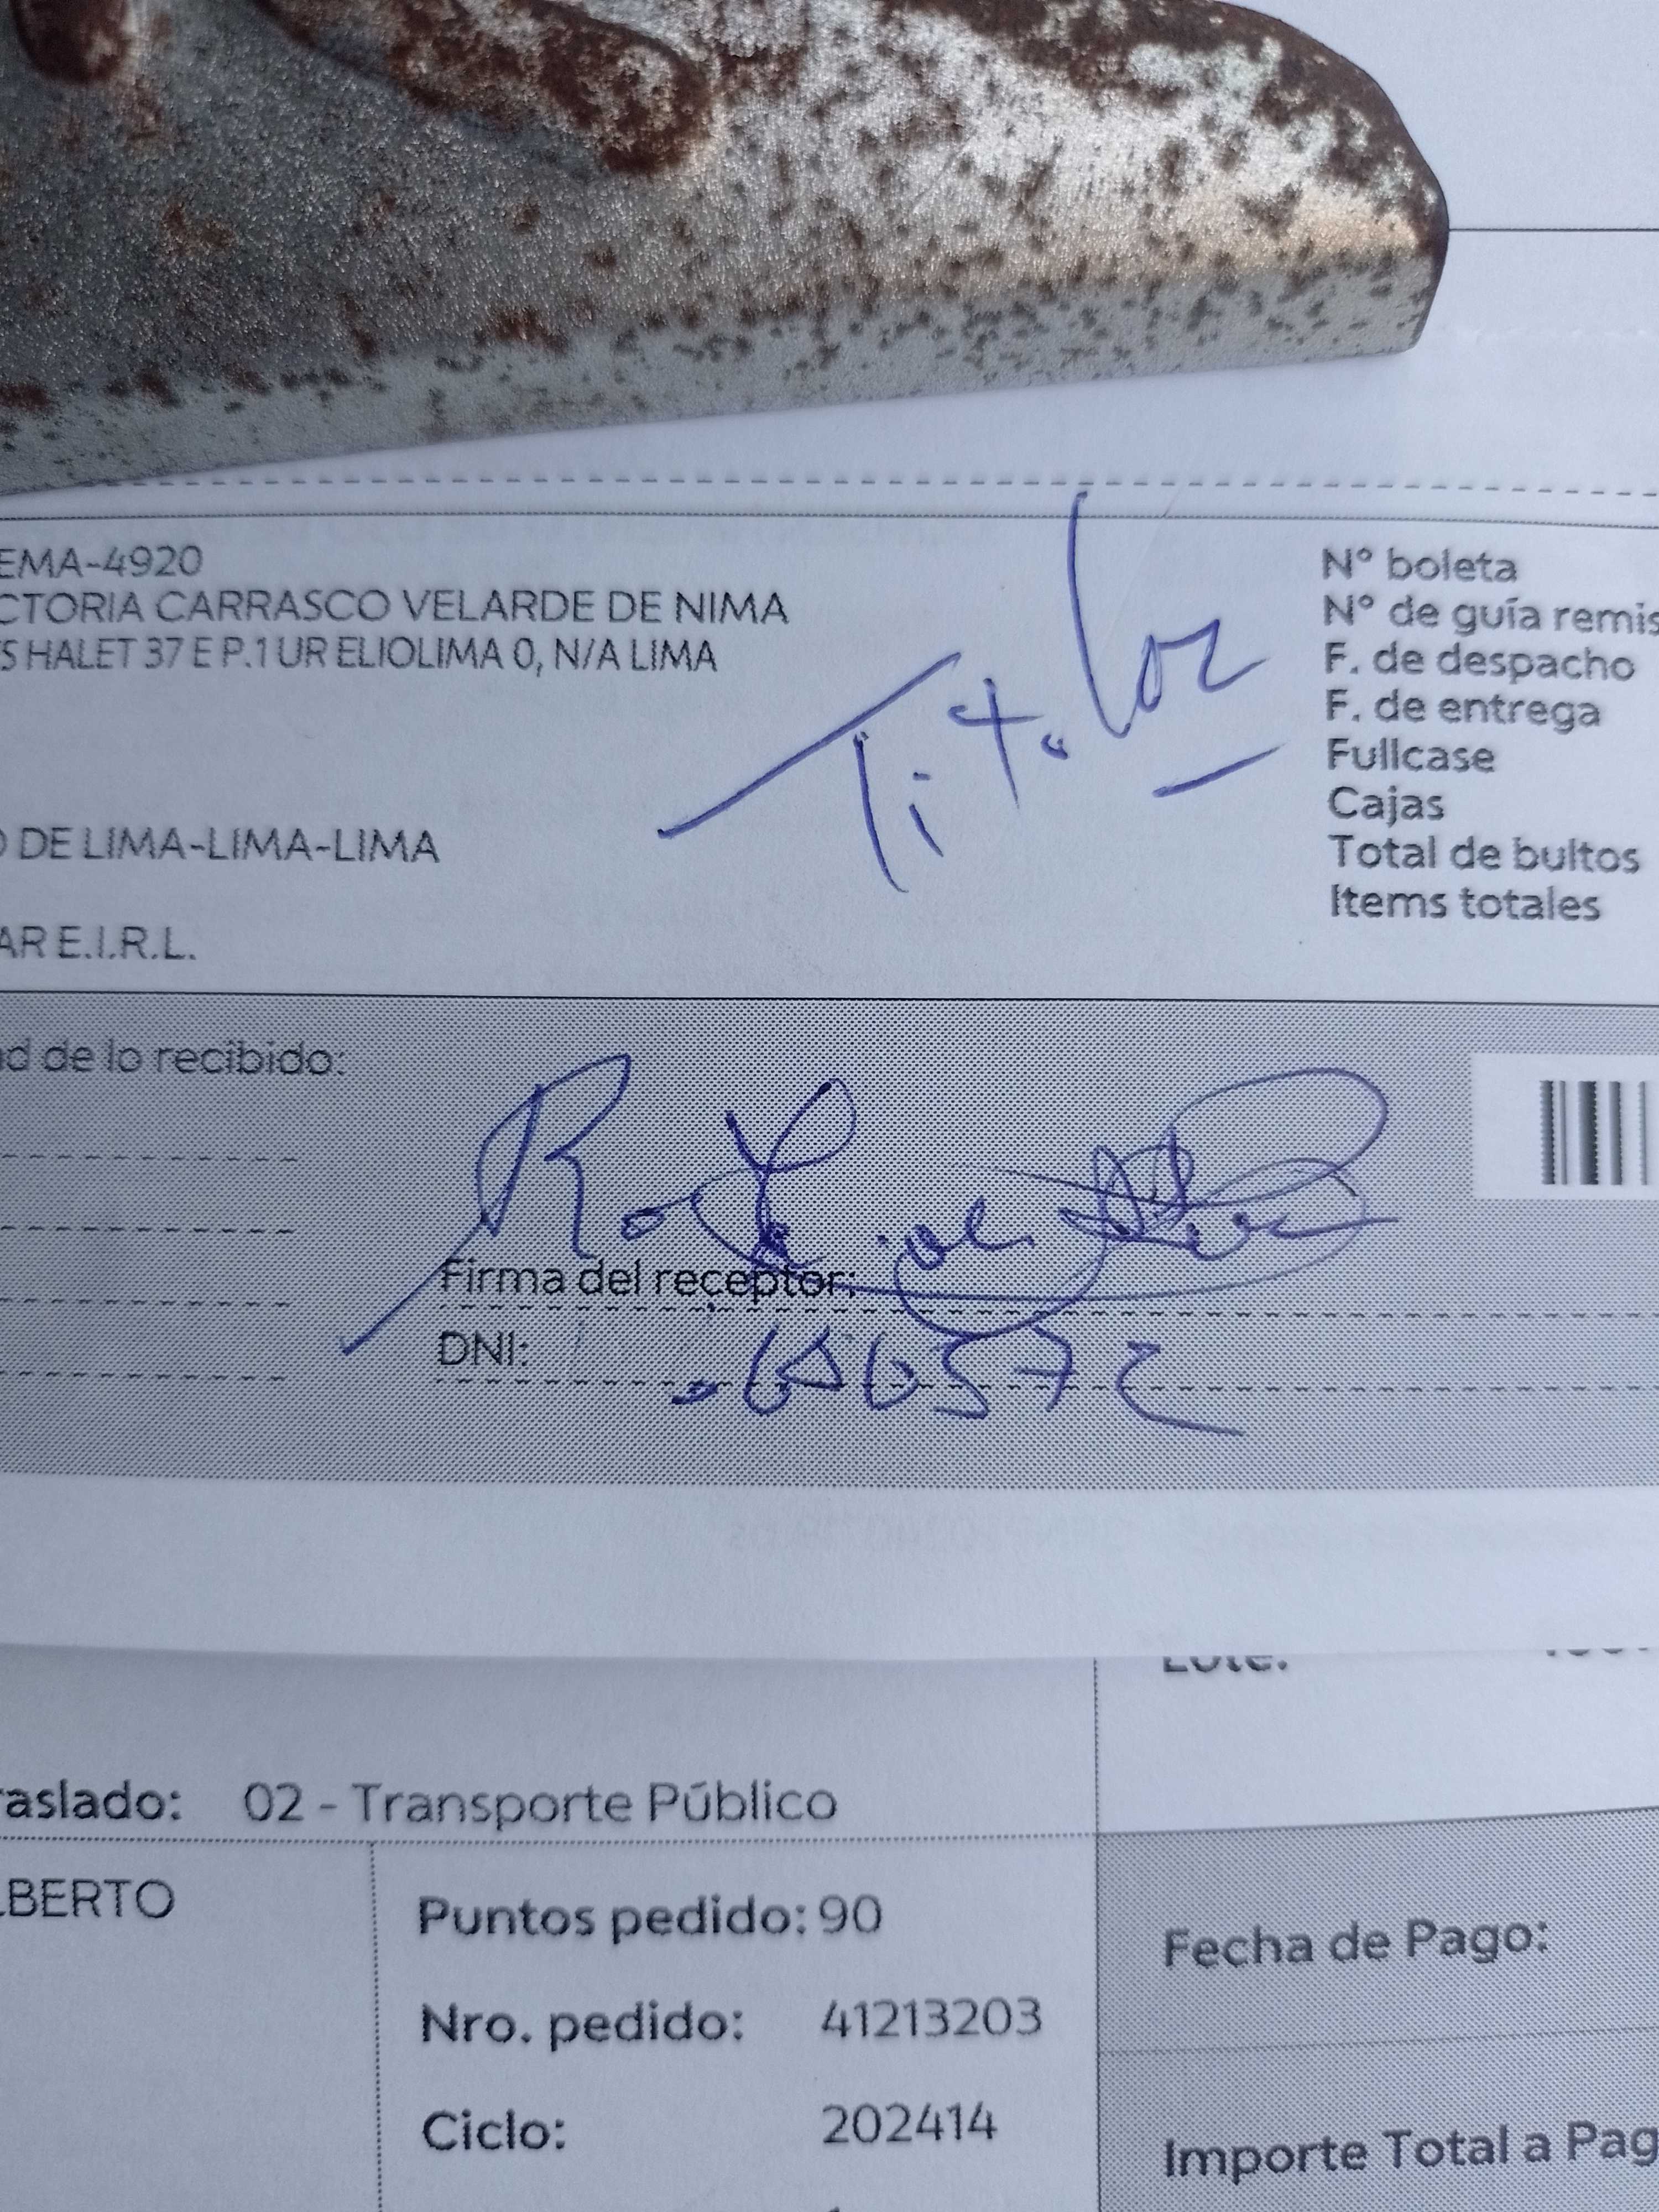 EMA-4920
CTORIA CARRASCO VELARDE DE NIMA
S HALET 37 E P.1 UR ELIOLIMA 0, N/A LIMA
DE LIMA-LIMA-LIMA
AR E.I.R.L.
Titular
N° boleta
N° de guía remis
F. de despacho
F. de entrega
Fullcase
Cajas
Total de bultos
Items totales
d de lo recibido:
Firma del receptor:
DNI:
Lote:
raslado: 02 - Transporte Público
LBERTO
Puntos pedido: 90
Nro. pedido: 41213203
Ciclo: 202414
Fecha de Pago:
Importe Total a Pag